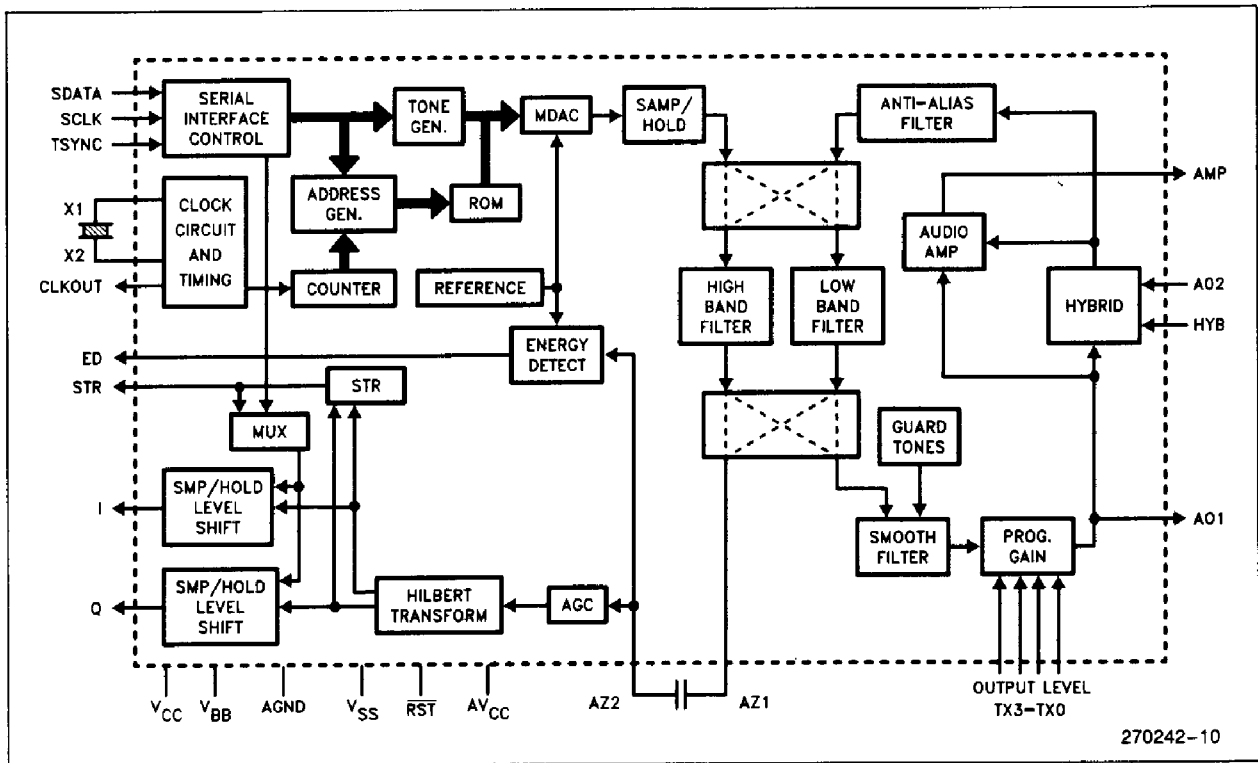 SDATA
SCLK
TSYNC
SERIAL
INTERFACE
CONTROL
TONE
GEN.
MDAC
SAMP/
HOLD
ANTI-ALIAS
FILTER
X1
X2
CLKOUT
CLOCK
CIRCUIT
AND
TIMING
ADDRESS
GEN.
ROM
COUNTER
REFERENCE
HIGH
BAND
FILTER
LOW
BAND
FILTER
AUDIO
AMP
AMP
HYBRID
AO2
HYB
ED
ENERGY
DETECT
STR
STR
MUX
GUARD
TONES
I
SMP/HOLD
LEVEL
SHIFT
SMOOTH
FILTER
PROG.
GAIN
AO1
Q
SMP/HOLD
LEVEL
SHIFT
HILBERT
TRANSFORM
AGC
VCC
VBB
AGND
VSS
RST
AVCC
AZ2
AZ1
OUTPUT LEVEL
TX3-TX0
270242-10